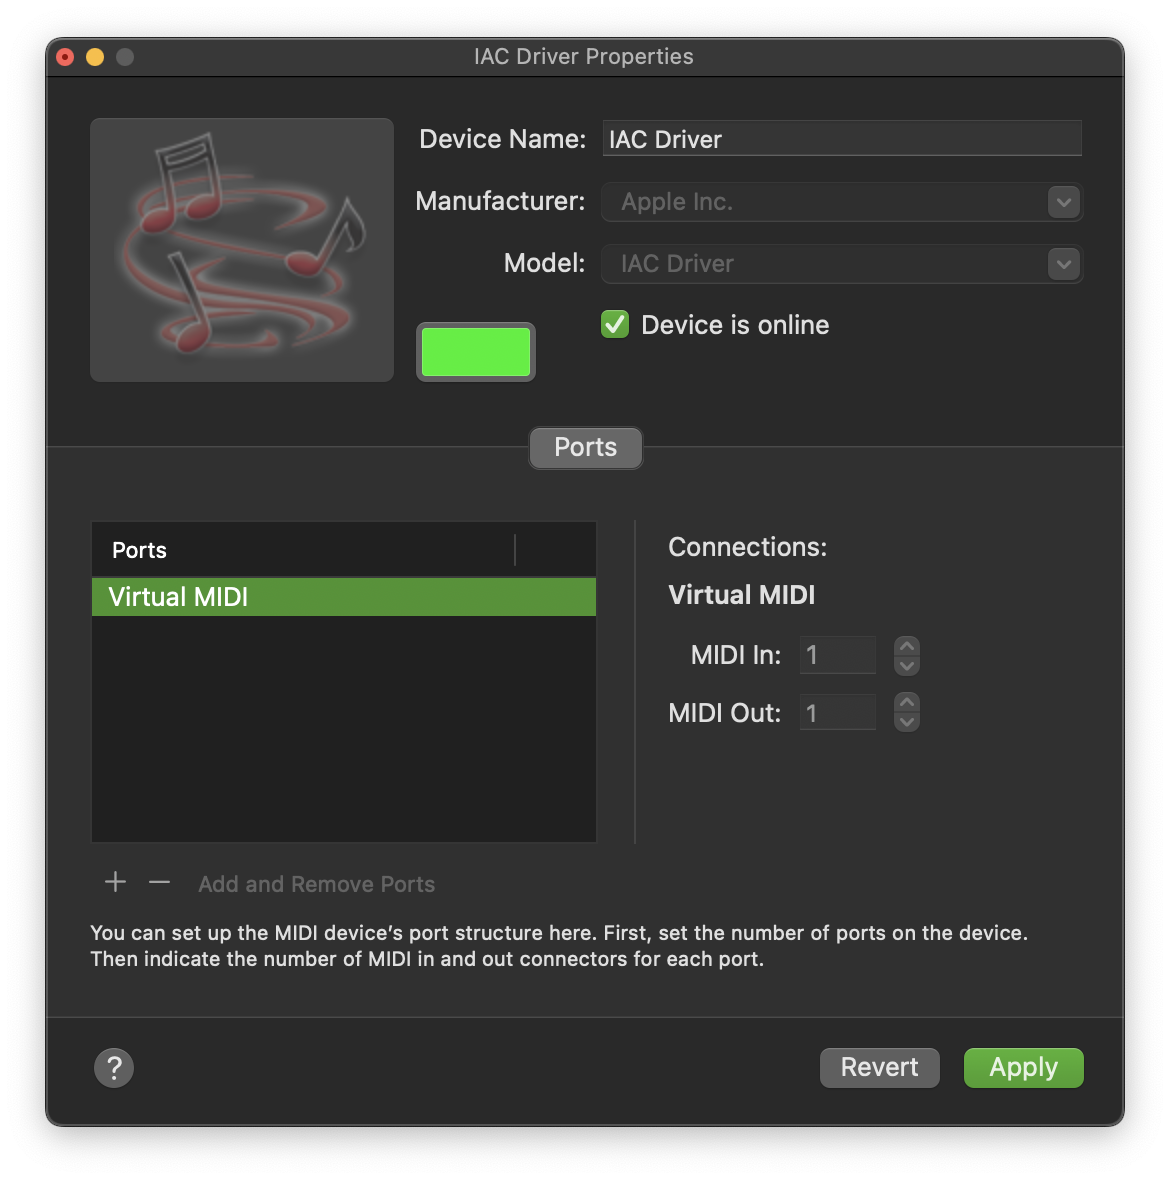 IAC Driver Properties
Device Name: IAC Driver
Manufacturer: Apple Inc.
Model: IAC Driver
Device is online
Ports
Ports
Virtual MIDI
Connections:
Virtual MIDI
MIDI In: 1
MIDI Out: 1
+ − Add and Remove Ports
You can set up the MIDI device’s port structure here. First, set the number of ports on the device.
Then indicate the number of MIDI in and out connectors for each port.
? Revert Apply